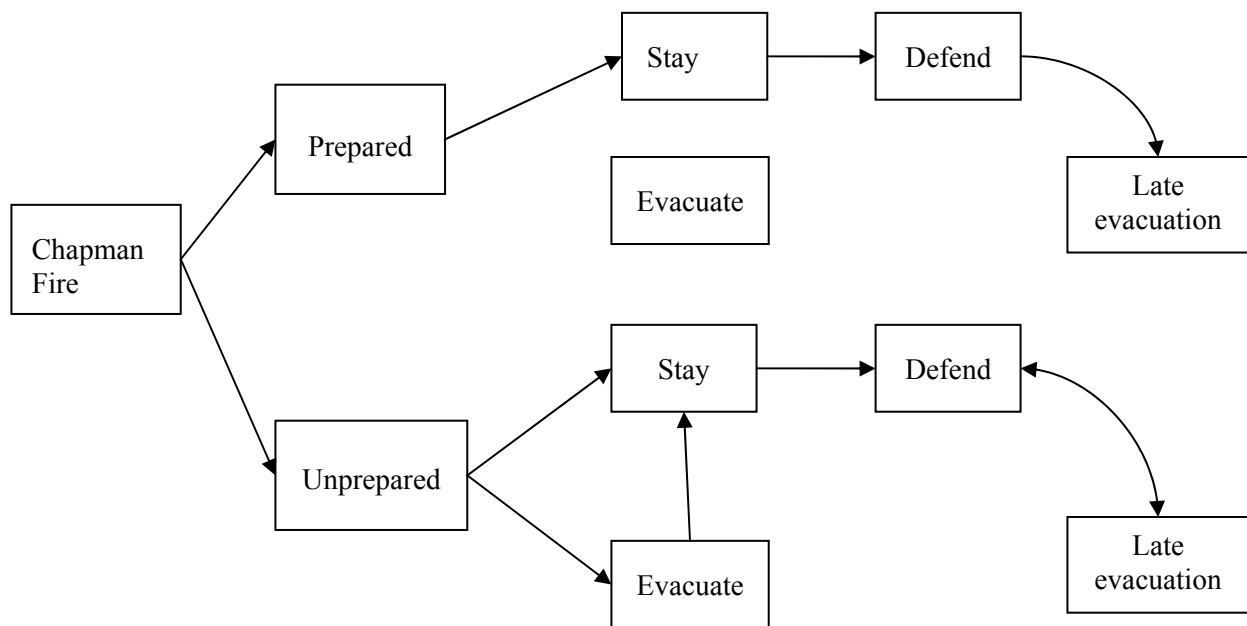 Stay
Defend
Prepared
Evacuate
Late
evacuation
Chapman
Fire
Stay
Defend
Unprepared
Evacuate
Late
evacuation